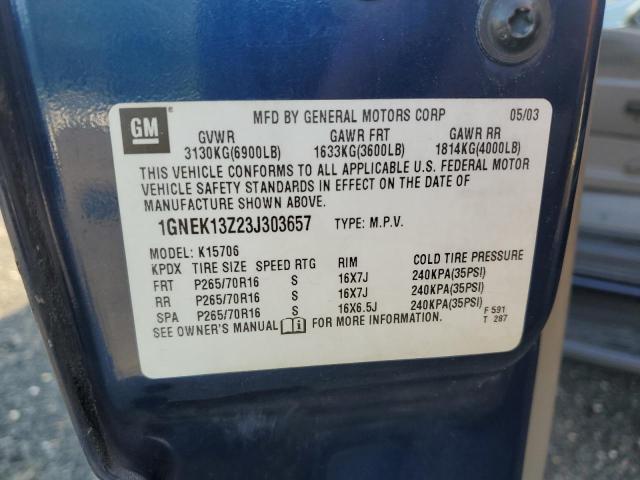 GM
MFD BY GENERAL MOTORS CORP 05/03
GVWR GAWR FRT GAWR RR
3130KG(6900LB) 1633KG(3600LB) 1814KG(4000LB)
THIS VEHICLE CONFORMS TO ALL APPLICABLE U.S. FEDERAL MOTOR
VEHICLE SAFETY STANDARDS IN EFFECT ON THE DATE OF
MANUFACTURE SHOWN ABOVE.
1GNEK13Z23J303657 TYPE: M.P.V.
MODEL: K15706
KPDX TIRE SIZE SPEED RTG RIM COLD TIRE PRESSURE
FRT P265/70R16 S 16X7J 240KPA(35PSI)
RR P265/70R16 S 16X7J 240KPA(35PSI)
SPA P265/70R16 S 16X6.5J 240KPA(35PSI) F 591
SEE OWNER'S MANUAL FOR MORE INFORMATION. T 287